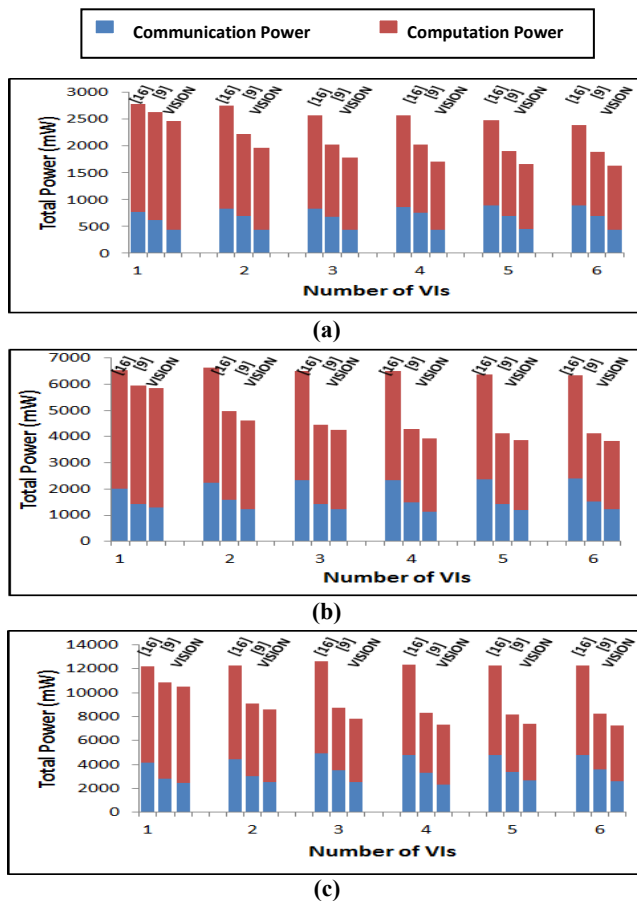 Communication Power Computation Power
Total Power (mW)
3000
2500
2000
1500
1000
500
0
[16] [9] VISION [16] [9] VISION [16] [9] VISION [16] [9] VISION [16] [9] VISION [16] [9] VISION
1 2 3 4 5 6
Number of VIs
(a)
Total Power (mW)
7000
6000
5000
4000
3000
2000
1000
0
[16] [9] VISION [16] [9] VISION [16] [9] VISION [16] [9] VISION [16] [9] VISION [16] [9] VISION
1 2 3 4 5 6
Number of VIs
(b)
Total Power (mW)
14000
12000
10000
8000
6000
4000
2000
0
[16] [9] VISION [16] [9] VISION [16] [9] VISION [16] [9] VISION [16] [9] VISION [16] [9] VISION
1 2 3 4 5 6
Number of VIs
(c)